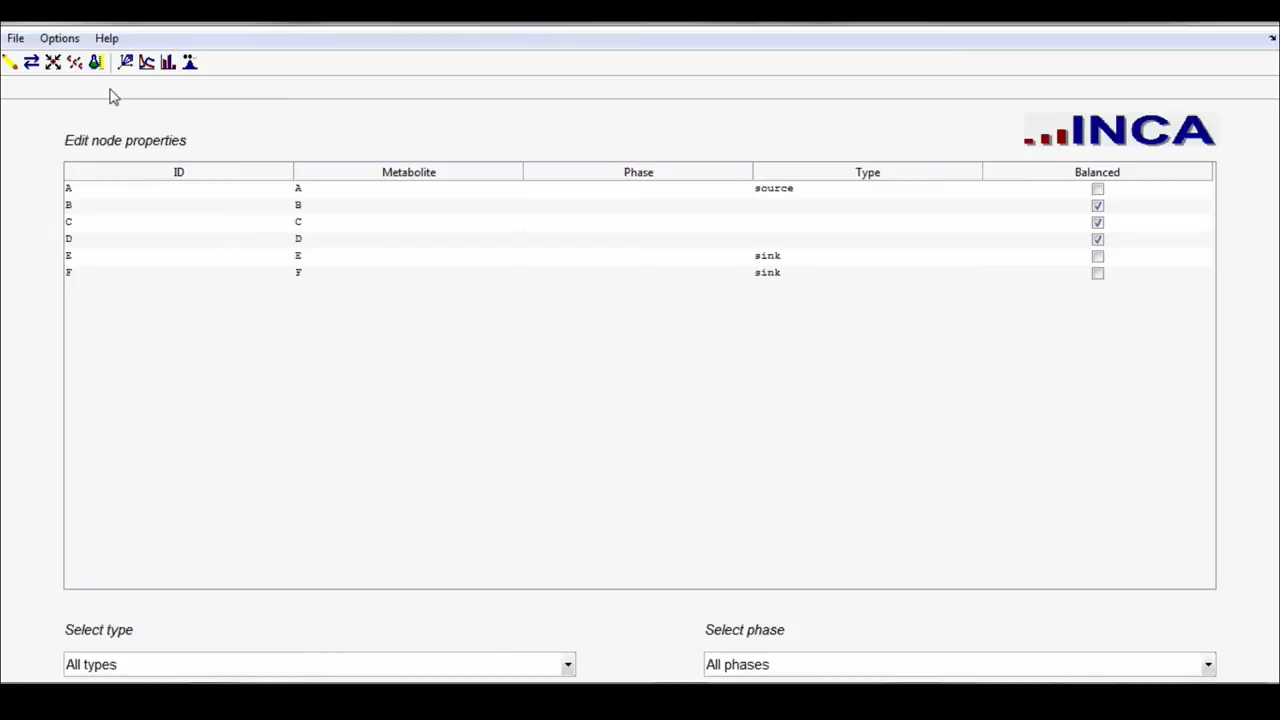 File Options Help
INCA
Edit node properties
ID Metabolite Phase Type Balanced
A A source
B B
C C
D D
E E sink
F F sink
Select type Select phase
All types All phases